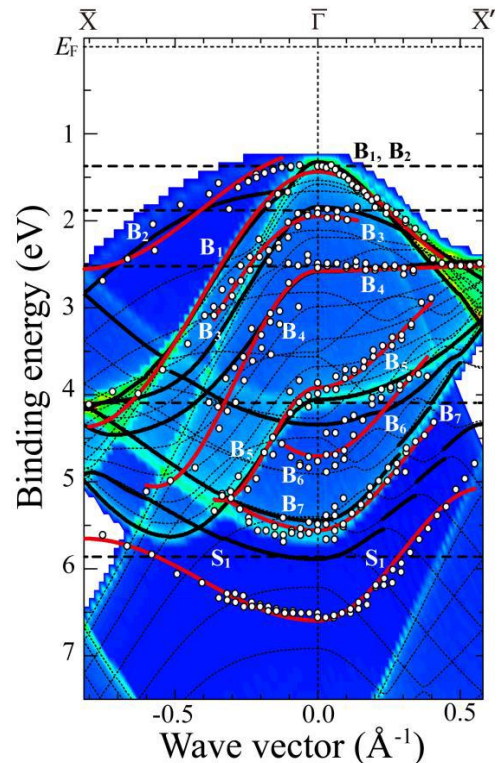 X̄ Γ̄ X̄′
E_F
1
B₁, B₂
2
B₃
B₂
B₁
B₄
3
B₃
B₄
4
B₅
B₆
B₇
B₅
B₆
5
B₇
S₁
S₁
6
7
Binding energy (eV)
-0.5 0.0 0.5
Wave vector (Å⁻¹)